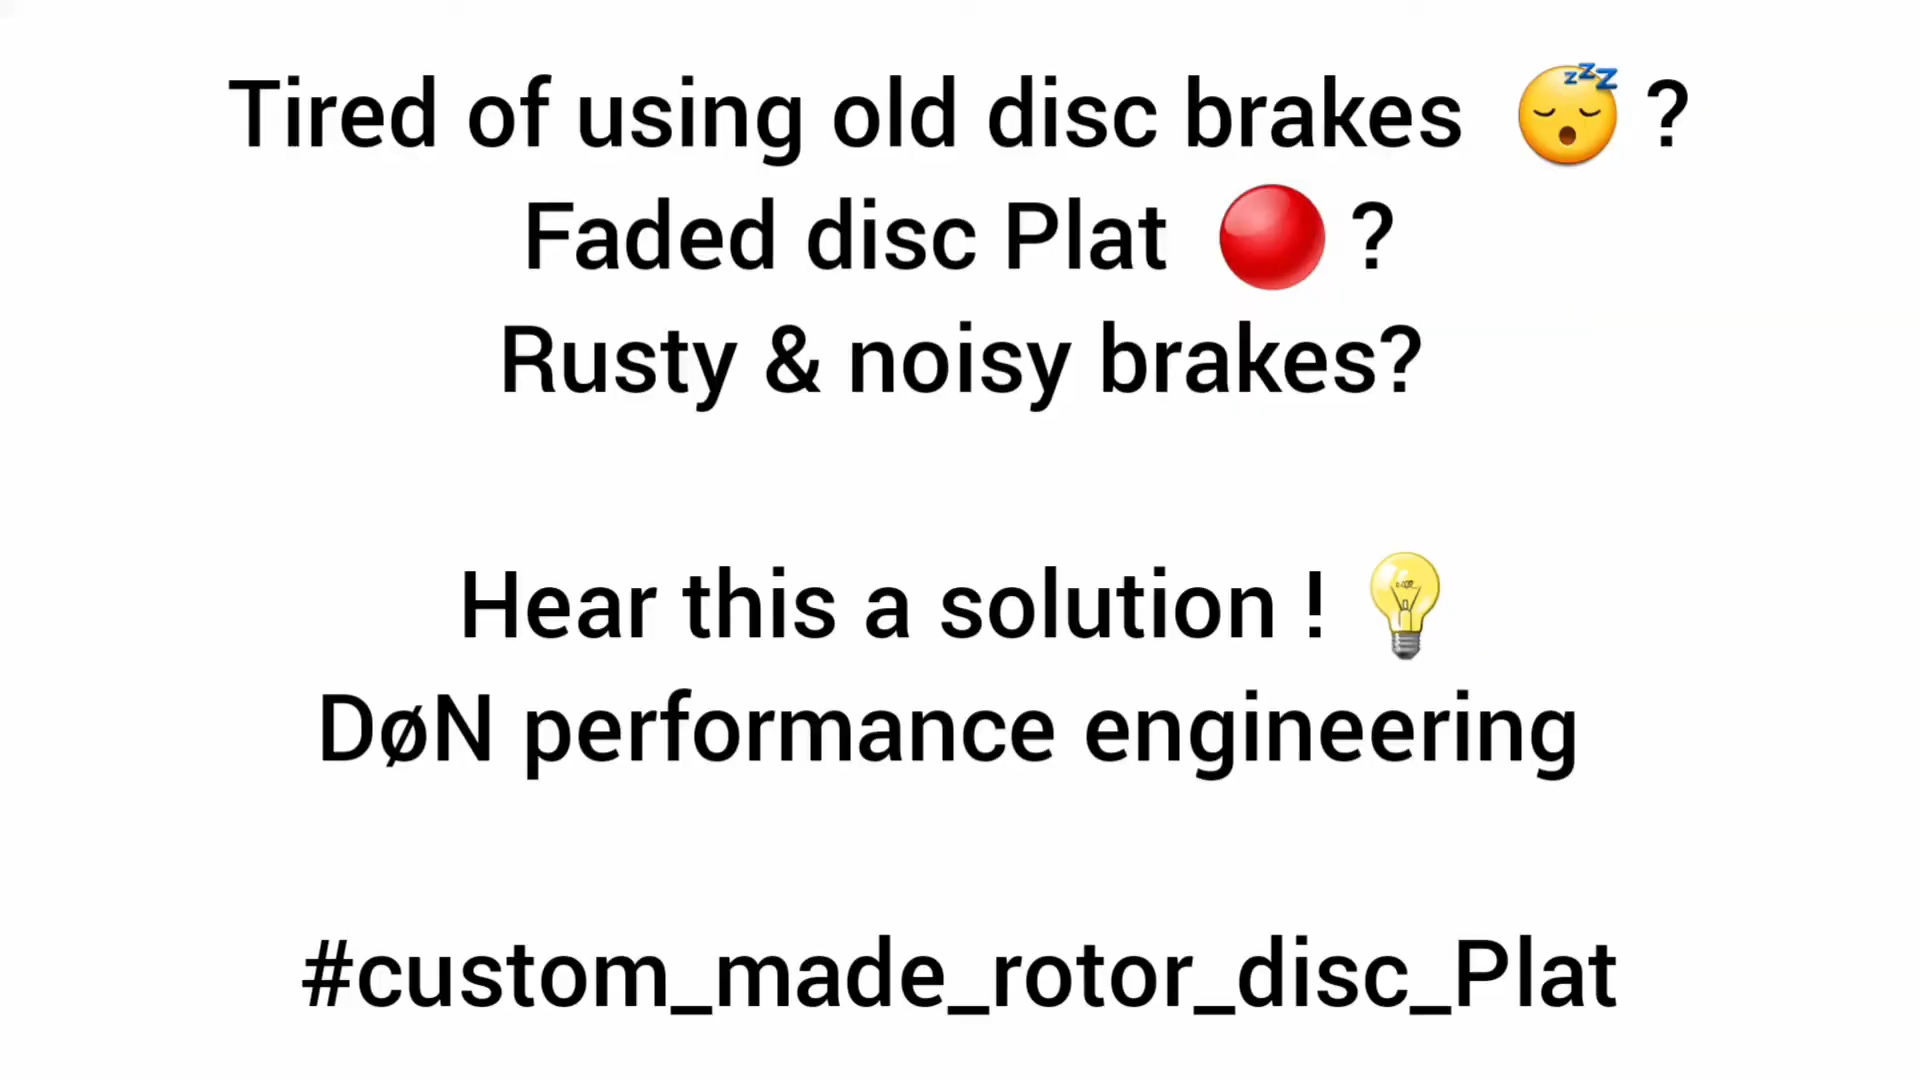 Tired of using old disc brakes 😴 ?
Faded disc Plat 🔴 ?
Rusty & noisy brakes?
Hear this a solution ! 💡
DøN performance engineering
#custom_made_rotor_disc_Plat